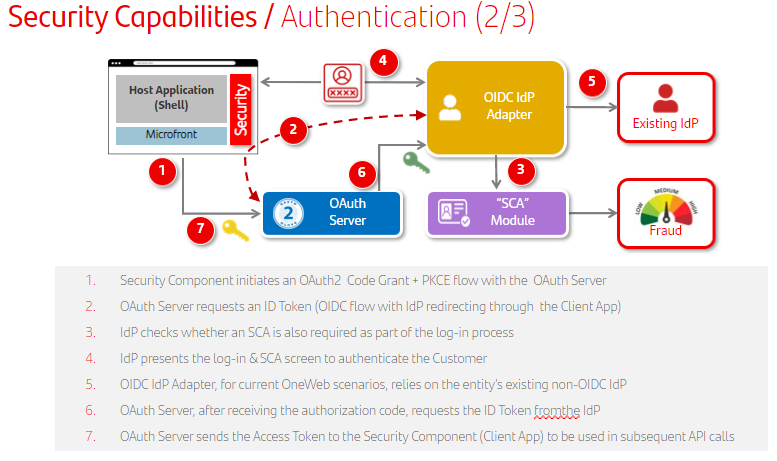 Security Capabilities / Authentication (2/3)
Host Application
(Shell)
Microfront
Security
4
OIDC IdP
Adapter
5
Existing IdP
2
1
6
3
7
2
OAuth
Server
"SCA"
Module
LOW
MEDIUM
HIGH
Fraud
1. Security Component initiates an OAuth2 Code Grant + PKCE flow with the OAuth Server
2. OAuth Server requests an ID Token (OIDC flow with IdP redirecting through the Client App)
3. IdP checks whether an SCA is also required as part of the log-in process
4. IdP presents the log-in & SCA screen to authenticate the Customer
5. OIDC IdP Adapter, for current OneWeb scenarios, relies on the entity's existing non-OIDC IdP
6. OAuth Server, after receiving the authorization code, requests the ID Token fromthe IdP
7. OAuth Server sends the Access Token to the Security Component (Client App) to be used in subsequent API calls